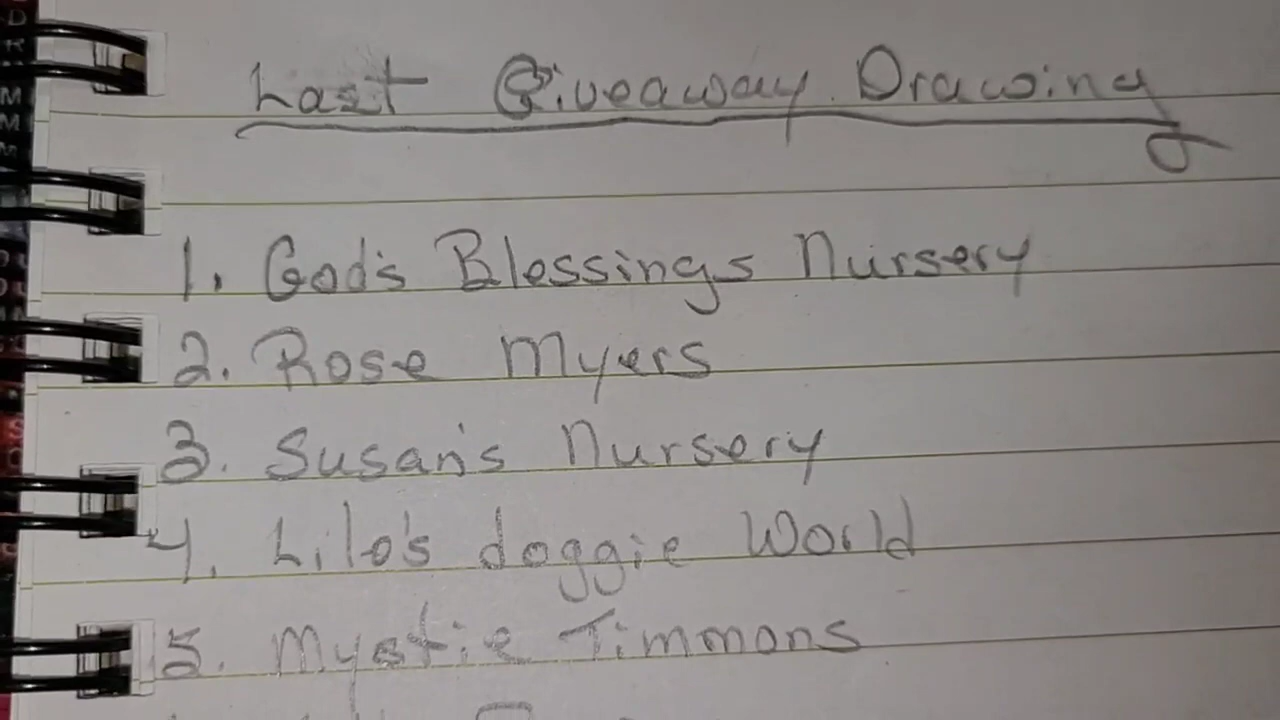 Last Giveaway Drawing
1. God's Blessings Nursery
2. Rose Myers
3. Susan's Nursery
4. Lilo's doggie World
5. Mystie Timmons